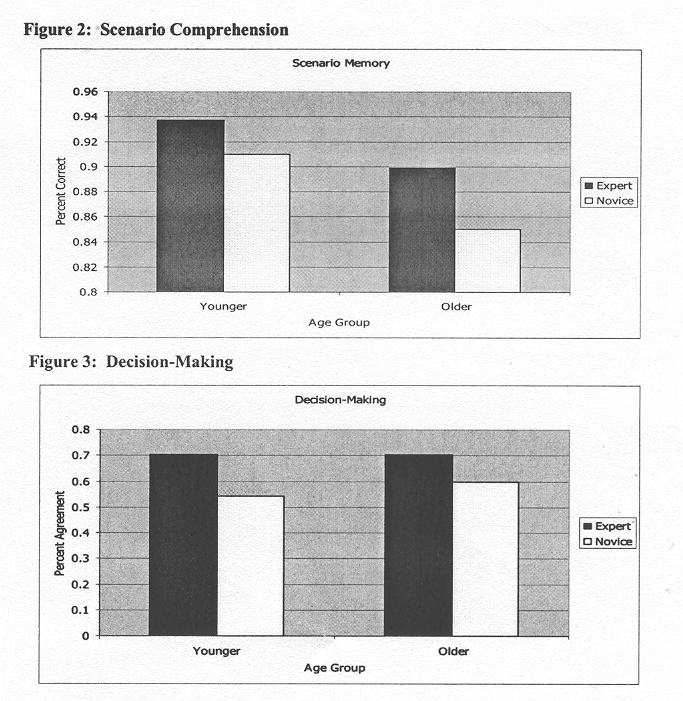 Figure 2: Scenario Comprehension
Scenario Memory
0.96
0.94
0.92
0.9
0.88
0.86
0.84
0.82
0.8
Percent Correct
Expert
Novice
Younger Older
Age Group
Figure 3: Decision-Making
Decision-Making
0.8
0.7
0.6
0.5
0.4
0.3
0.2
0.1
0
Percent Agreement
Expert
Novice
Younger Older
Age Group